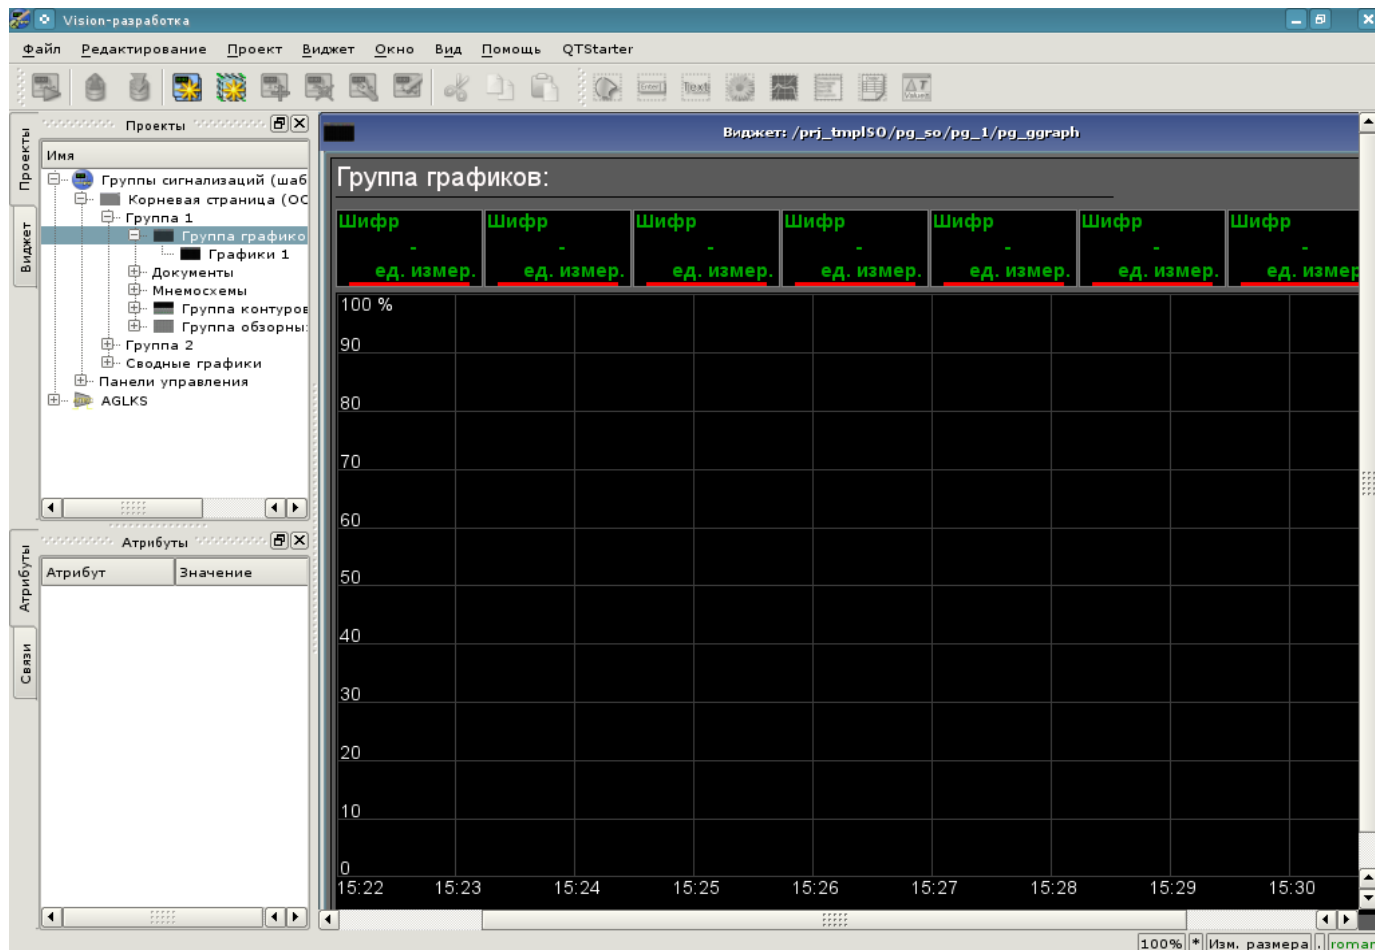 Vision-разработка
Файл Редактирование Проект Виджет Окно Вид Помощь QTStarter
Проекты
Виджет
Проекты
Имя
Группы сигнализаций (шаб
Корневая страница (ОС
Группа 1
Группа графико
Графики 1
Документы
Мнемосхемы
Группа контуров
Группа обзорны
Группа 2
Сводные графики
Панели управления
AGLKS
Атрибуты
Связи
Атрибуты
Атрибут Значение
Виджет: /prj_tmplSO/pg_so/pg_1/pg_ggraph
Группа графиков:
Шифр Шифр Шифр Шифр Шифр Шифр Шифр
- - - - - - -
ед. измер. ед. измер. ед. измер. ед. измер. ед. измер. ед. измер. ед. измер
100 %
90
80
70
60
50
40
30
20
10
0
15:22 15:23 15:24 15:25 15:26 15:27 15:28 15:29 15:30
100% * Изм. размера . roman